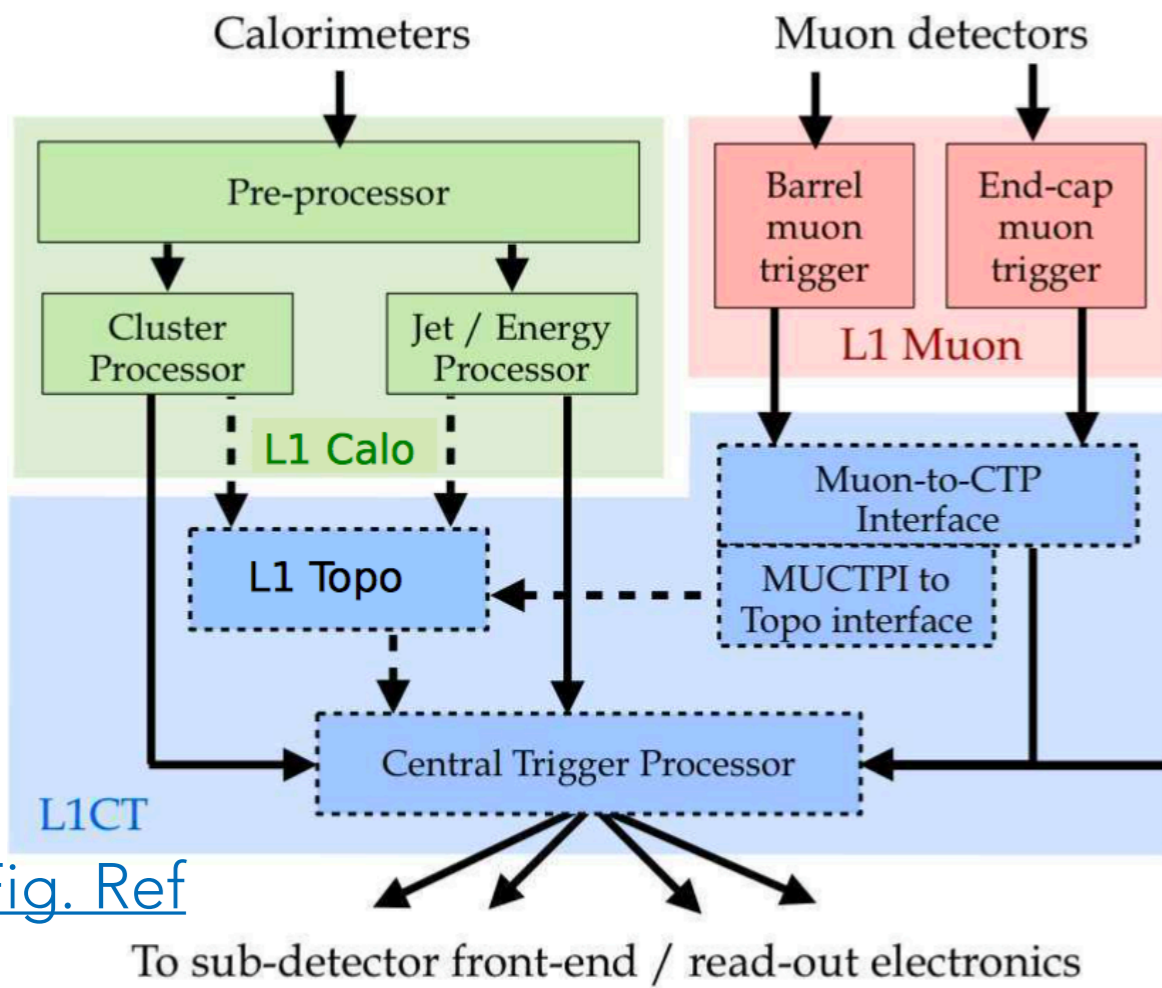 Calorimeters
Muon detectors
Pre-processor
Barrel
muon
trigger
End-cap
muon
trigger
Cluster
Processor
Jet / Energy
Processor
L1 Muon
L1 Calo
Muon-to-CTP
Interface
L1 Topo
MUCTPI to
Topo interface
Central Trigger Processor
L1CT
Fig. Ref
To sub-detector front-end / read-out electronics